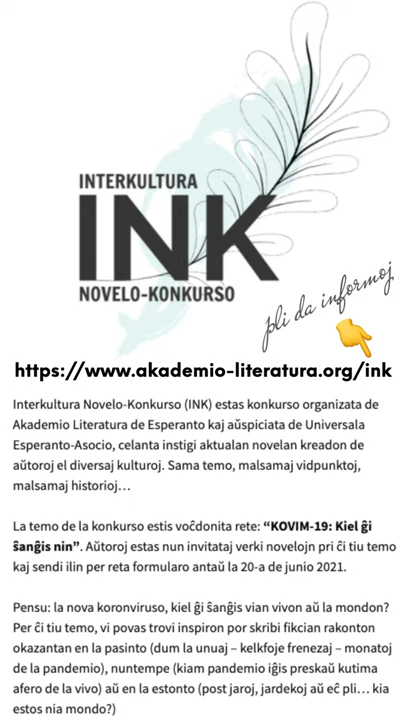 INTERKULTURA
INK
NOVELO-KONKURSO
pli da informoj
https://www.akademio-literatura.org/ink
Interkultura Novelo-Konkurso (INK) estas konkurso organizata de
Akademio Literatura de Esperanto kaj aŭspiciata de Universala
Esperanto-Asocio, celanta instigi aktualan novelan kreadon de
aŭtoroj el diversaj kulturoj. Sama temo, malsamaj vidpunktoj,
malsamaj historioj…
La temo de la konkurso estis voĉdonita rete: “KOVIM-19: Kiel ĝi
ŝanĝis nin”. Aŭtoroj estas nun invitataj verki novelojn pri ĉi tiu temo
kaj sendi ilin per reta formularo antaŭ la 20-a de junio 2021.
Pensu: la nova koronviruso, kiel ĝi ŝanĝis vian vivon aŭ la mondon?
Per ĉi tiu temo, vi povas trovi inspiron por skribi fikcian rakonton
okazantan en la pasinto (dum la unuaj – kelkfoje frenezaj – monatoj
de la pandemio), nuntempe (kiam pandemio iĝis preskaŭ kutima
afero de la vivo) aŭ en la estonto (post jaroj, jardekoj aŭ eĉ pli… kia
estos nia mondo?)